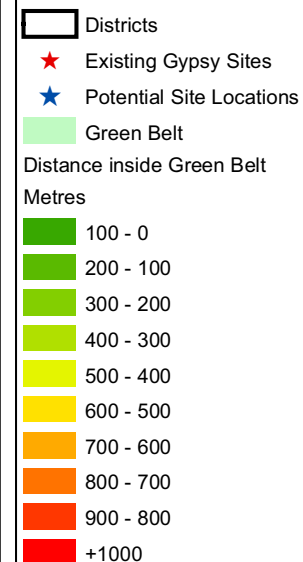 Districts
Existing Gypsy Sites
Potential Site Locations
Green Belt
Distance inside Green Belt
Metres
100 - 0
200 - 100
300 - 200
400 - 300
500 - 400
600 - 500
700 - 600
800 - 700
900 - 800
+1000